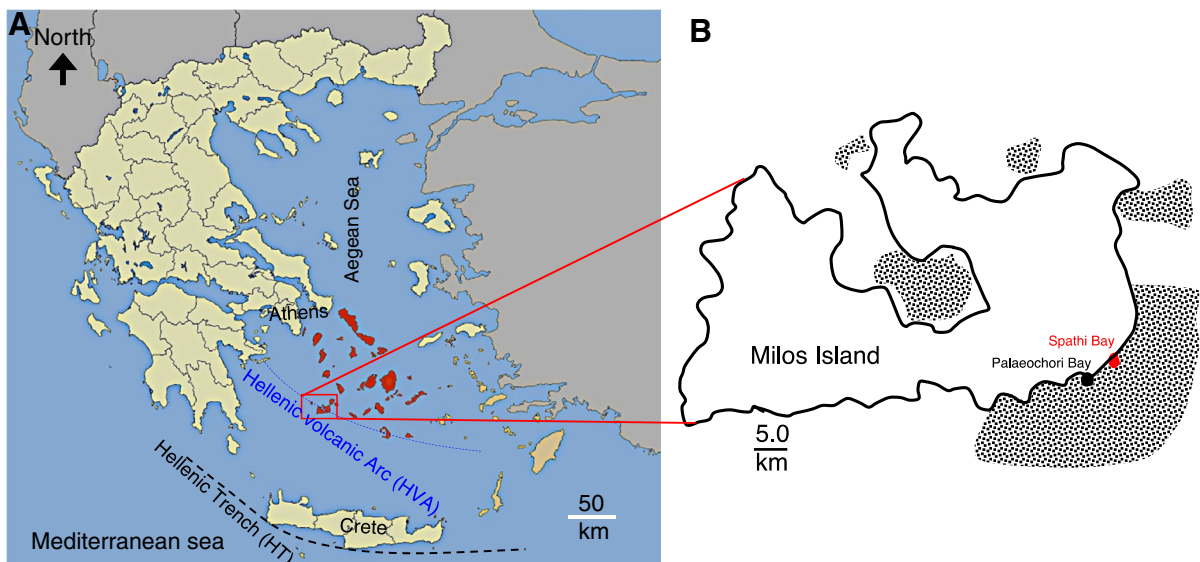 A
North
Aegean Sea
Athens
Hellenic volcanic Arc (HVA)
Hellenic Trench (HT)
Crete
50
km
Mediterranean sea
B
Spathi Bay
Palaeochori Bay
Milos Island
5.0
km